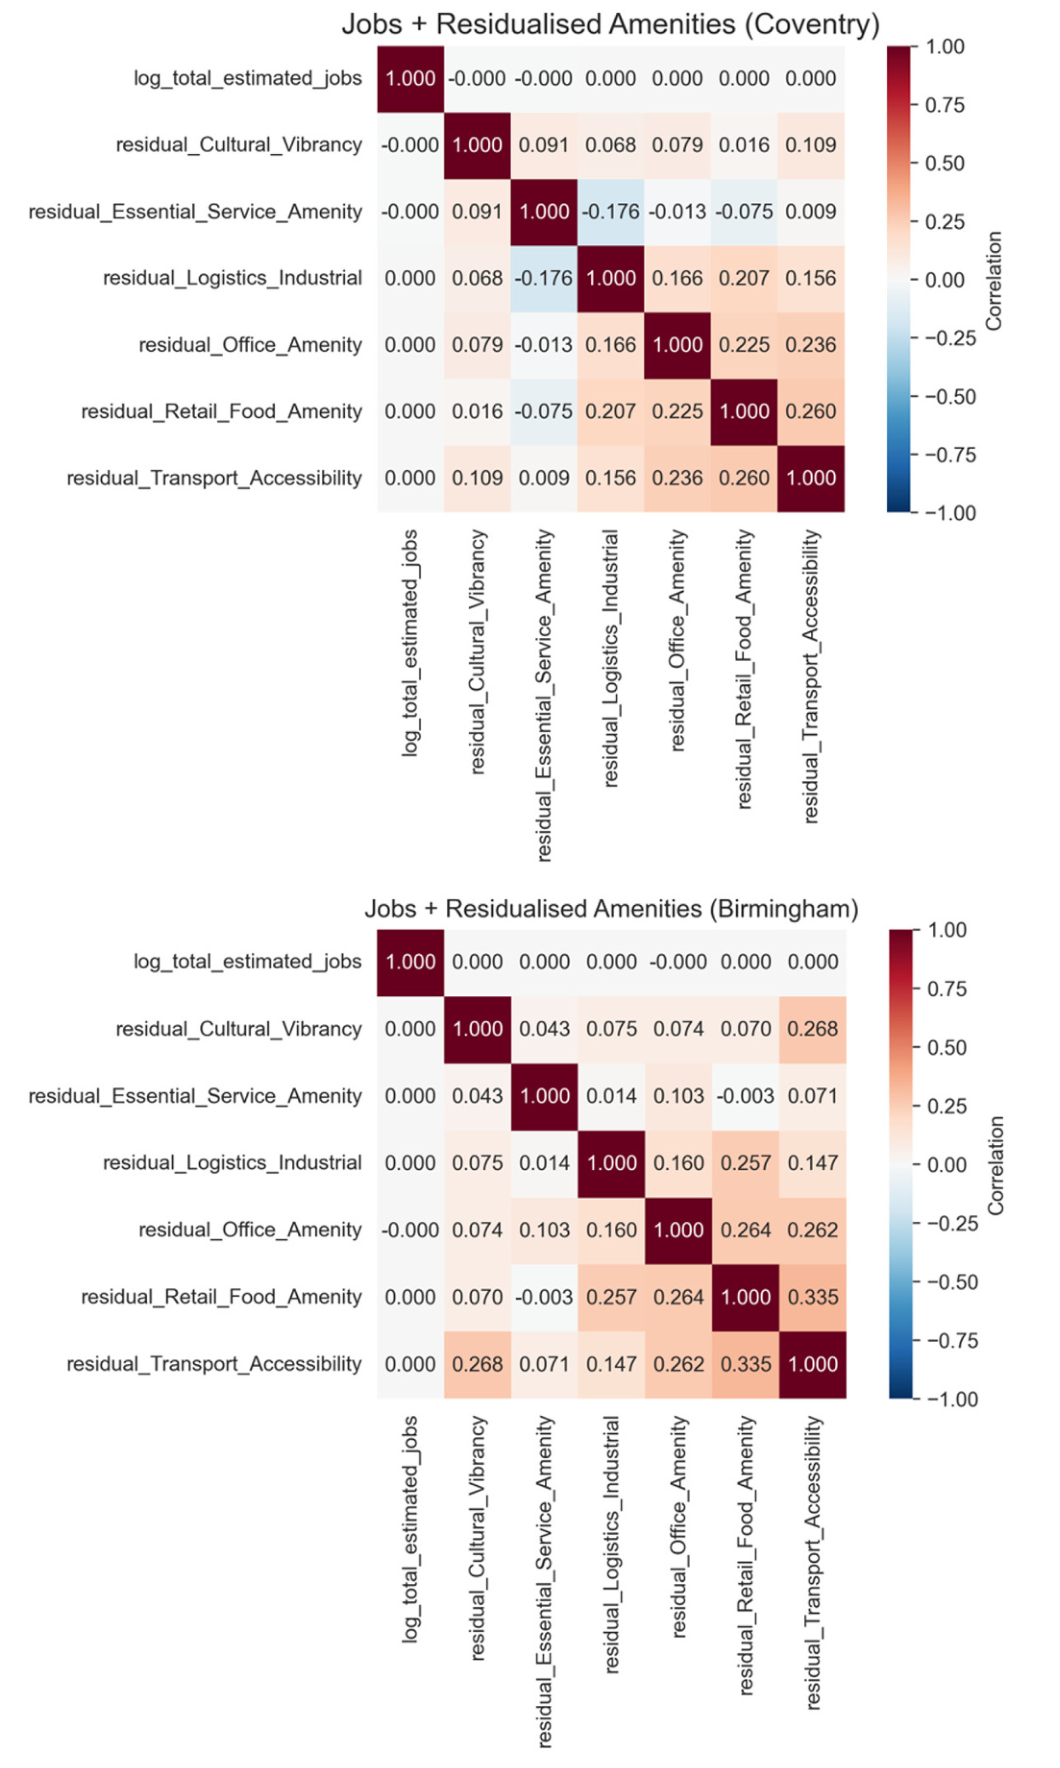 Jobs + Residualised Amenities (Coventry)
log_total_estimated_jobs 1.000 -0.000 -0.000 0.000 0.000 0.000 0.000
residual_Cultural_Vibrancy -0.000 1.000 0.091 0.068 0.079 0.016 0.109
residual_Essential_Service_Amenity -0.000 0.091 1.000 -0.176 -0.013 -0.075 0.009
residual_Logistics_Industrial 0.000 0.068 -0.176 1.000 0.166 0.207 0.156
residual_Office_Amenity 0.000 0.079 -0.013 0.166 1.000 0.225 0.236
residual_Retail_Food_Amenity 0.000 0.016 -0.075 0.207 0.225 1.000 0.260
residual_Transport_Accessibility 0.000 0.109 0.009 0.156 0.236 0.260 1.000
log_total_estimated_jobs
residual_Cultural_Vibrancy
residual_Essential_Service_Amenity
residual_Logistics_Industrial
residual_Office_Amenity
residual_Retail_Food_Amenity
residual_Transport_Accessibility
1.00
0.75
0.50
0.25
0.00
−0.25
−0.50
−0.75
−1.00
Correlation
Jobs + Residualised Amenities (Birmingham)
log_total_estimated_jobs 1.000 0.000 0.000 0.000 -0.000 0.000 0.000
residual_Cultural_Vibrancy 0.000 1.000 0.043 0.075 0.074 0.070 0.268
residual_Essential_Service_Amenity 0.000 0.043 1.000 0.014 0.103 -0.003 0.071
residual_Logistics_Industrial 0.000 0.075 0.014 1.000 0.160 0.257 0.147
residual_Office_Amenity -0.000 0.074 0.103 0.160 1.000 0.264 0.262
residual_Retail_Food_Amenity 0.000 0.070 -0.003 0.257 0.264 1.000 0.335
residual_Transport_Accessibility 0.000 0.268 0.071 0.147 0.262 0.335 1.000
log_total_estimated_jobs
residual_Cultural_Vibrancy
residual_Essential_Service_Amenity
residual_Logistics_Industrial
residual_Office_Amenity
residual_Retail_Food_Amenity
residual_Transport_Accessibility
1.00
0.75
0.50
0.25
0.00
−0.25
−0.50
−0.75
−1.00
Correlation